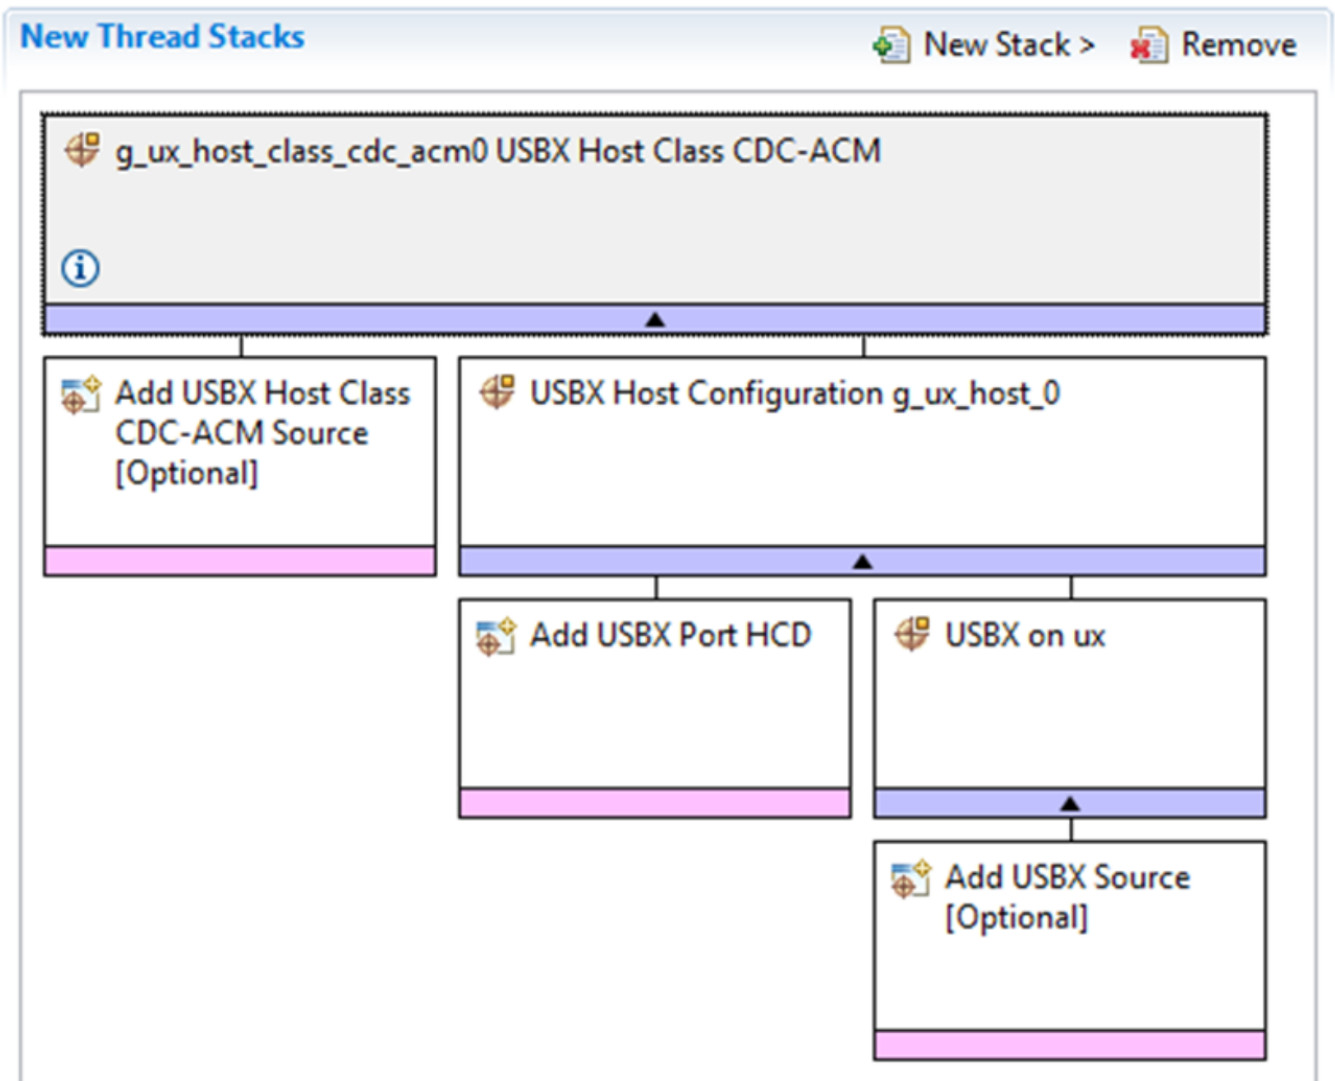 New Thread Stacks
New Stack >
Remove
g_ux_host_class_cdc_acm0 USBX Host Class CDC-ACM
Add USBX Host Class
CDC-ACM Source
[Optional]
USBX Host Configuration g_ux_host_0
Add USBX Port HCD
USBX on ux
Add USBX Source
[Optional]